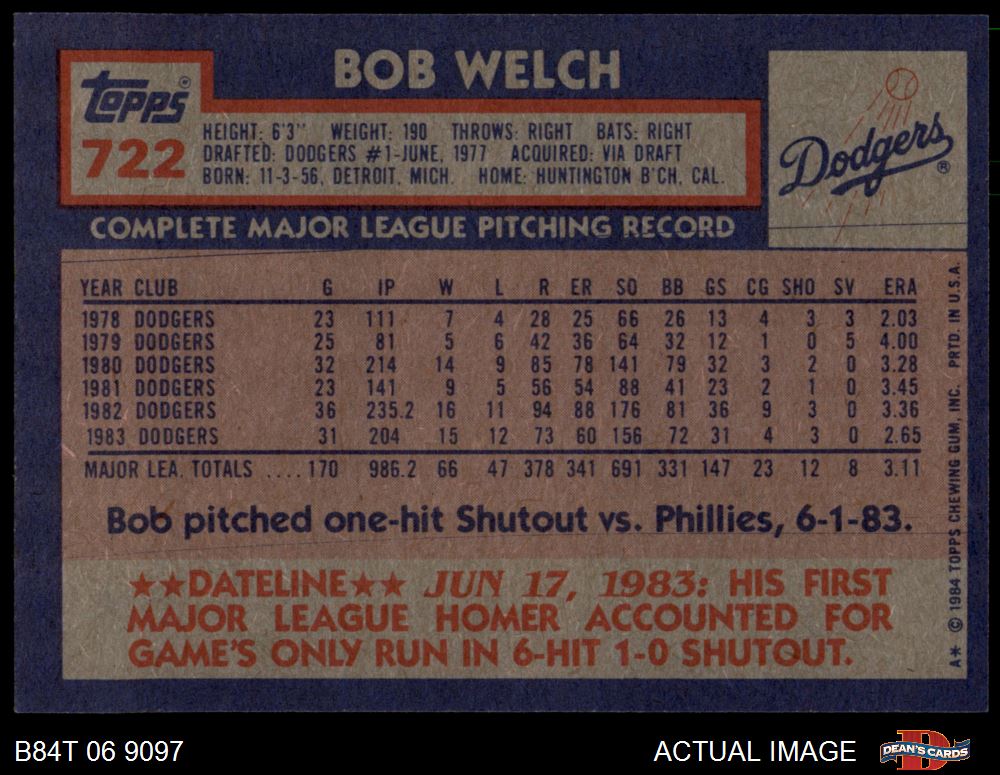 BOB WELCH
Topps®
722
HEIGHT: 6'3" WEIGHT: 190 THROWS: RIGHT BATS: RIGHT
DRAFTED: DODGERS #1-JUNE, 1977 ACQUIRED: VIA DRAFT
BORN: 11-3-56, DETROIT, MICH. HOME: HUNTINGTON B'CH, CAL.
Dodgers®
COMPLETE MAJOR LEAGUE PITCHING RECORD
YEAR CLUB G IP W L R ER SO BB GS CG SHO SV ERA
1978 DODGERS 23 111 7 4 28 25 66 26 13 4 3 3 2.03
1979 DODGERS 25 81 5 6 42 36 64 32 12 1 0 5 4.00
1980 DODGERS 32 214 14 9 85 78 141 79 32 3 2 0 3.28
1981 DODGERS 23 141 9 5 56 54 88 41 23 2 1 0 3.45
1982 DODGERS 36 235.2 16 11 94 88 176 81 36 9 3 0 3.36
1983 DODGERS 31 204 15 12 73 60 156 72 31 4 3 0 2.65
MAJOR LEA. TOTALS ....170 986.2 66 47 378 341 691 331 147 23 12 8 3.11
Bob pitched one-hit Shutout vs. Phillies, 6-1-83.
★★DATELINE★★ JUN 17, 1983: HIS FIRST
MAJOR LEAGUE HOMER ACCOUNTED FOR
GAME'S ONLY RUN IN 6-HIT 1-0 SHUTOUT.
A* © 1984 TOPPS CHEWING GUM, INC. PRTD. IN U.S.A.
B84T 06 9097
ACTUAL IMAGE
D
DEAN'S CARDS